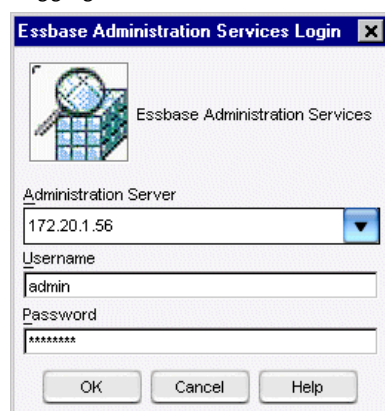 Essbase Administration Services Login
Essbase Administration Services
Administration Server
172.20.1.56
Username
admin
Password
********
OK Cancel Help